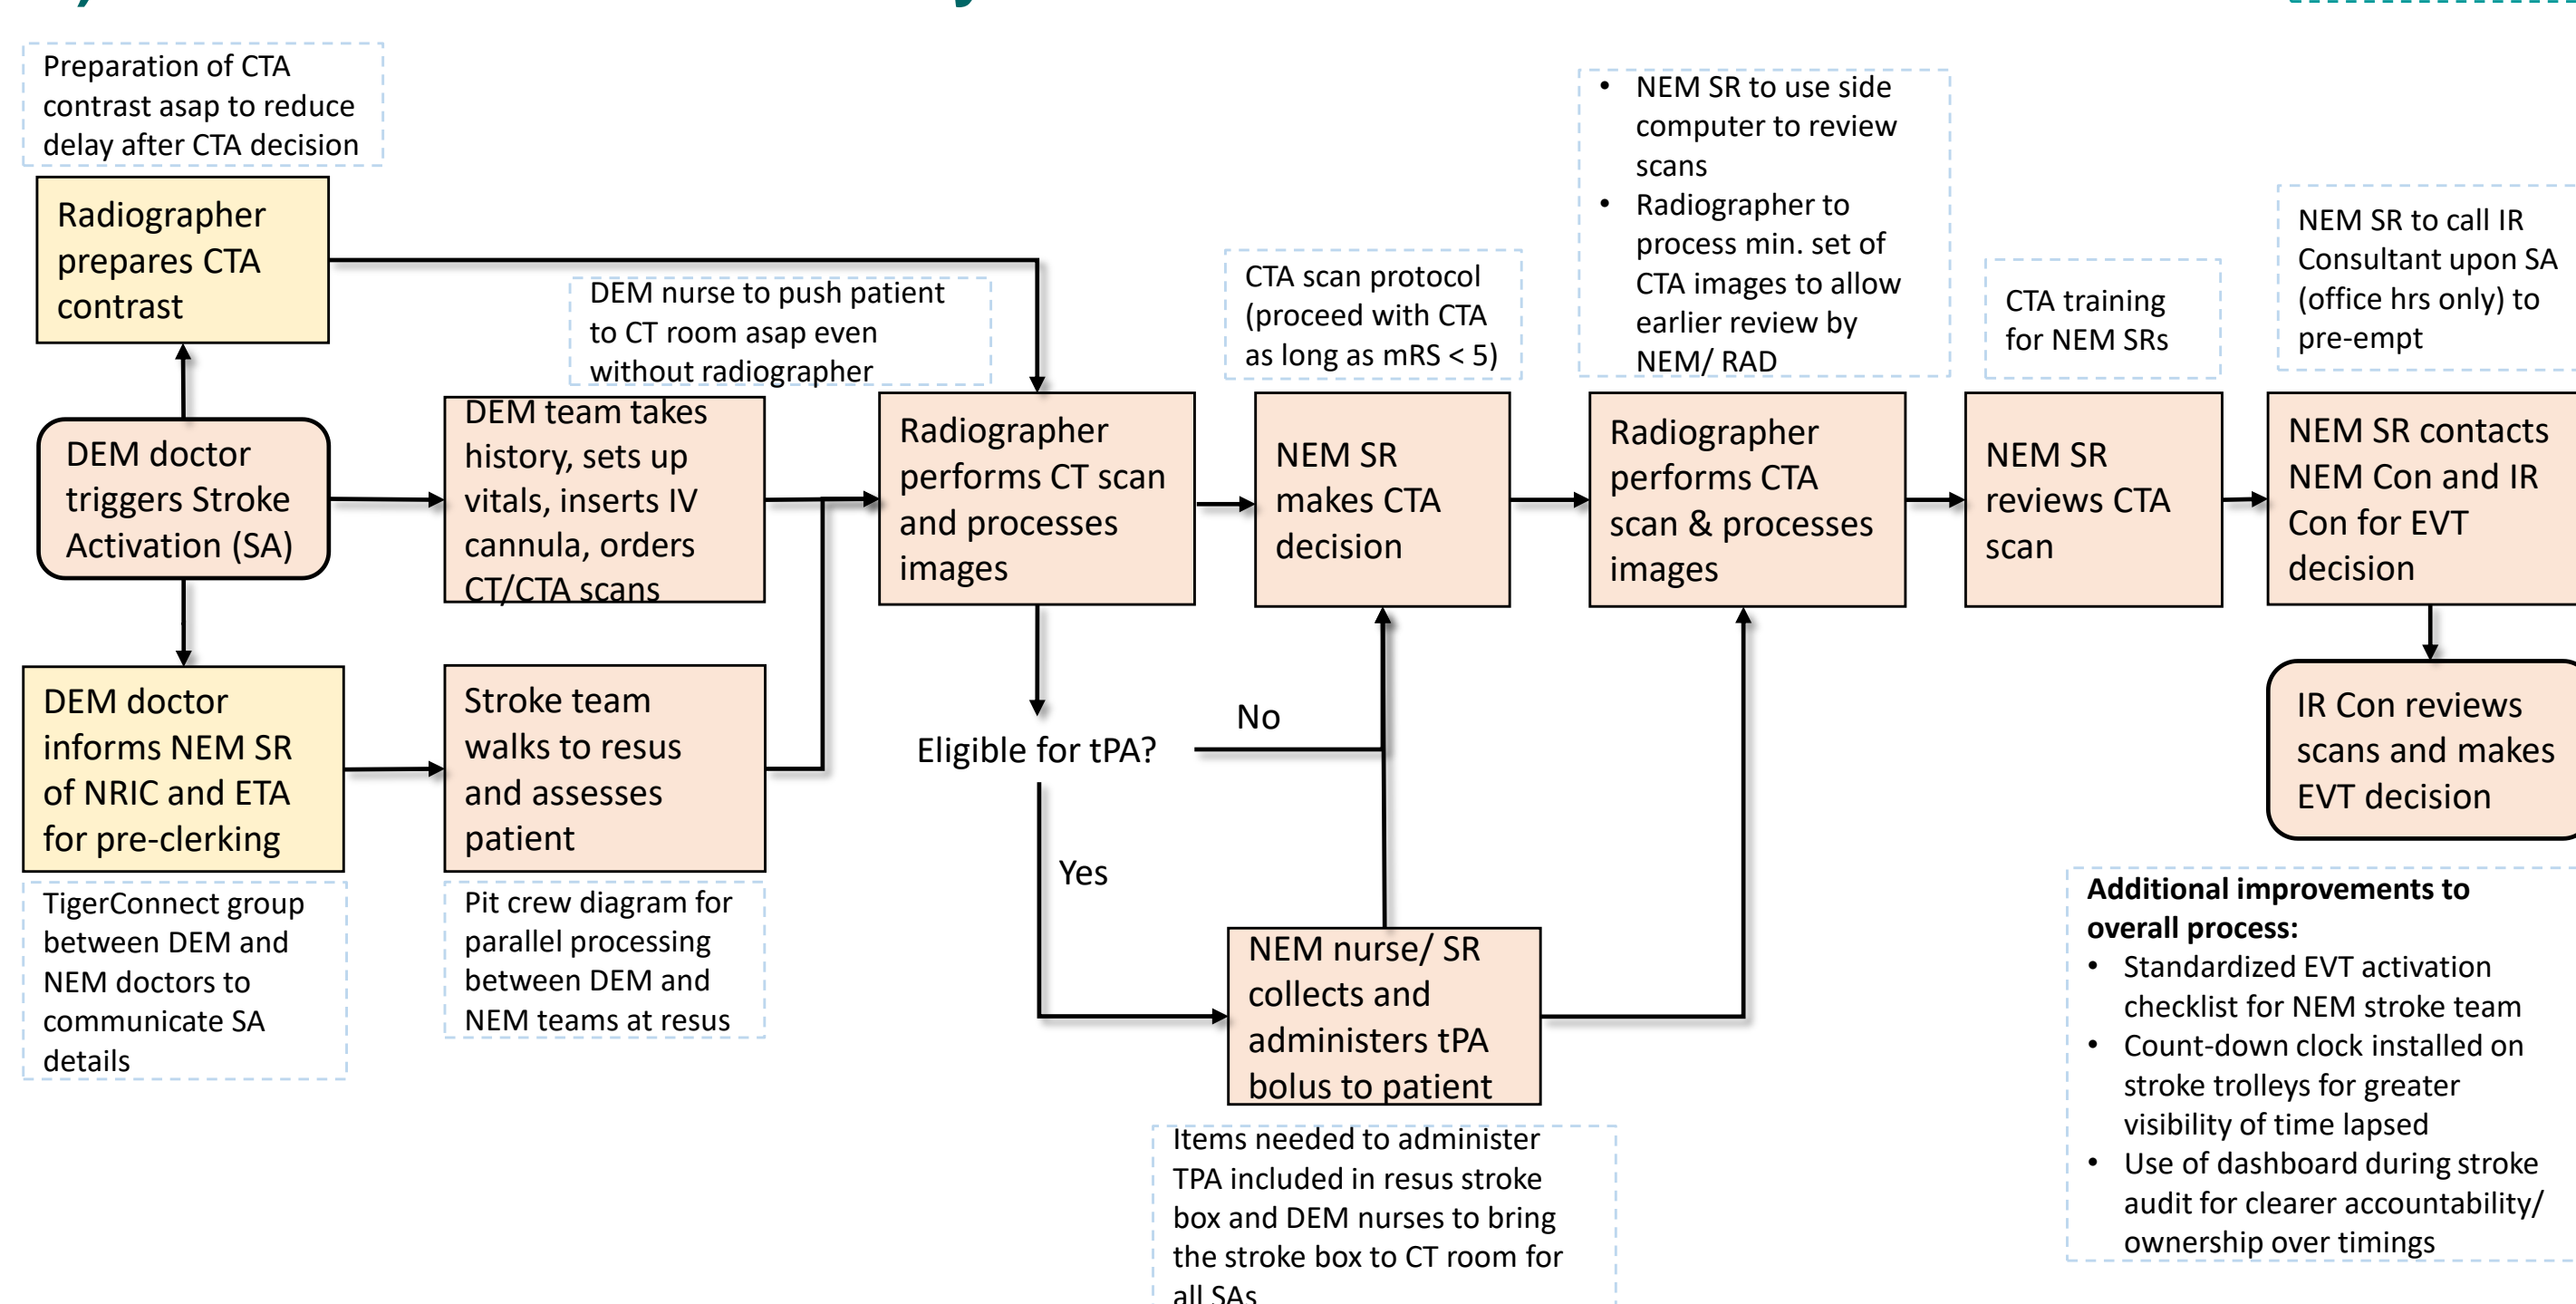 Preparation of CTA
contrast asap to reduce
delay after CTA decision
Radiographer
prepares CTA
contrast
DEM doctor
triggers Stroke
Activation (SA)
DEM doctor
informs NEM SR
of NRIC and ETA
for pre-clerking
TigerConnect group
between DEM and
NEM doctors to
communicate SA
details
DEM team takes
history, sets up
vitals, inserts IV
cannula, orders
CT/CTA scans
Stroke team
walks to resus
and assesses
patient
Pit crew diagram for
parallel processing
between DEM and
NEM teams at resus
DEM nurse to push patient
to CT room asap even
without radiographer
Radiographer
performs CT scan
and processes
images
Eligible for tPA?
No
Yes
CTA scan protocol
(proceed with CTA
as long as mRS < 5)
NEM SR
makes CTA
decision
NEM nurse/ SR
collects and
administers tPA
bolus to patient
Items needed to administer
TPA included in resus stroke
box and DEM nurses to bring
the stroke box to CT room for
all SAs
• NEM SR to use side
computer to review
scans
• Radiographer to
process min. set of
CTA images to allow
earlier review by
NEM/ RAD
Radiographer
performs CTA
scan & processes
images
CTA training
for NEM SRs
NEM SR
reviews CTA
scan
NEM SR to call IR
Consultant upon SA
(office hrs only) to
pre-empt
NEM SR contacts
NEM Con and IR
Con for EVT
decision
IR Con reviews
scans and makes
EVT decision
Additional improvements to
overall process:
• Standardized EVT activation
checklist for NEM stroke team
• Count-down clock installed on
stroke trolleys for greater
visibility of time lapsed
• Use of dashboard during stroke
audit for clearer accountability/
ownership over timings